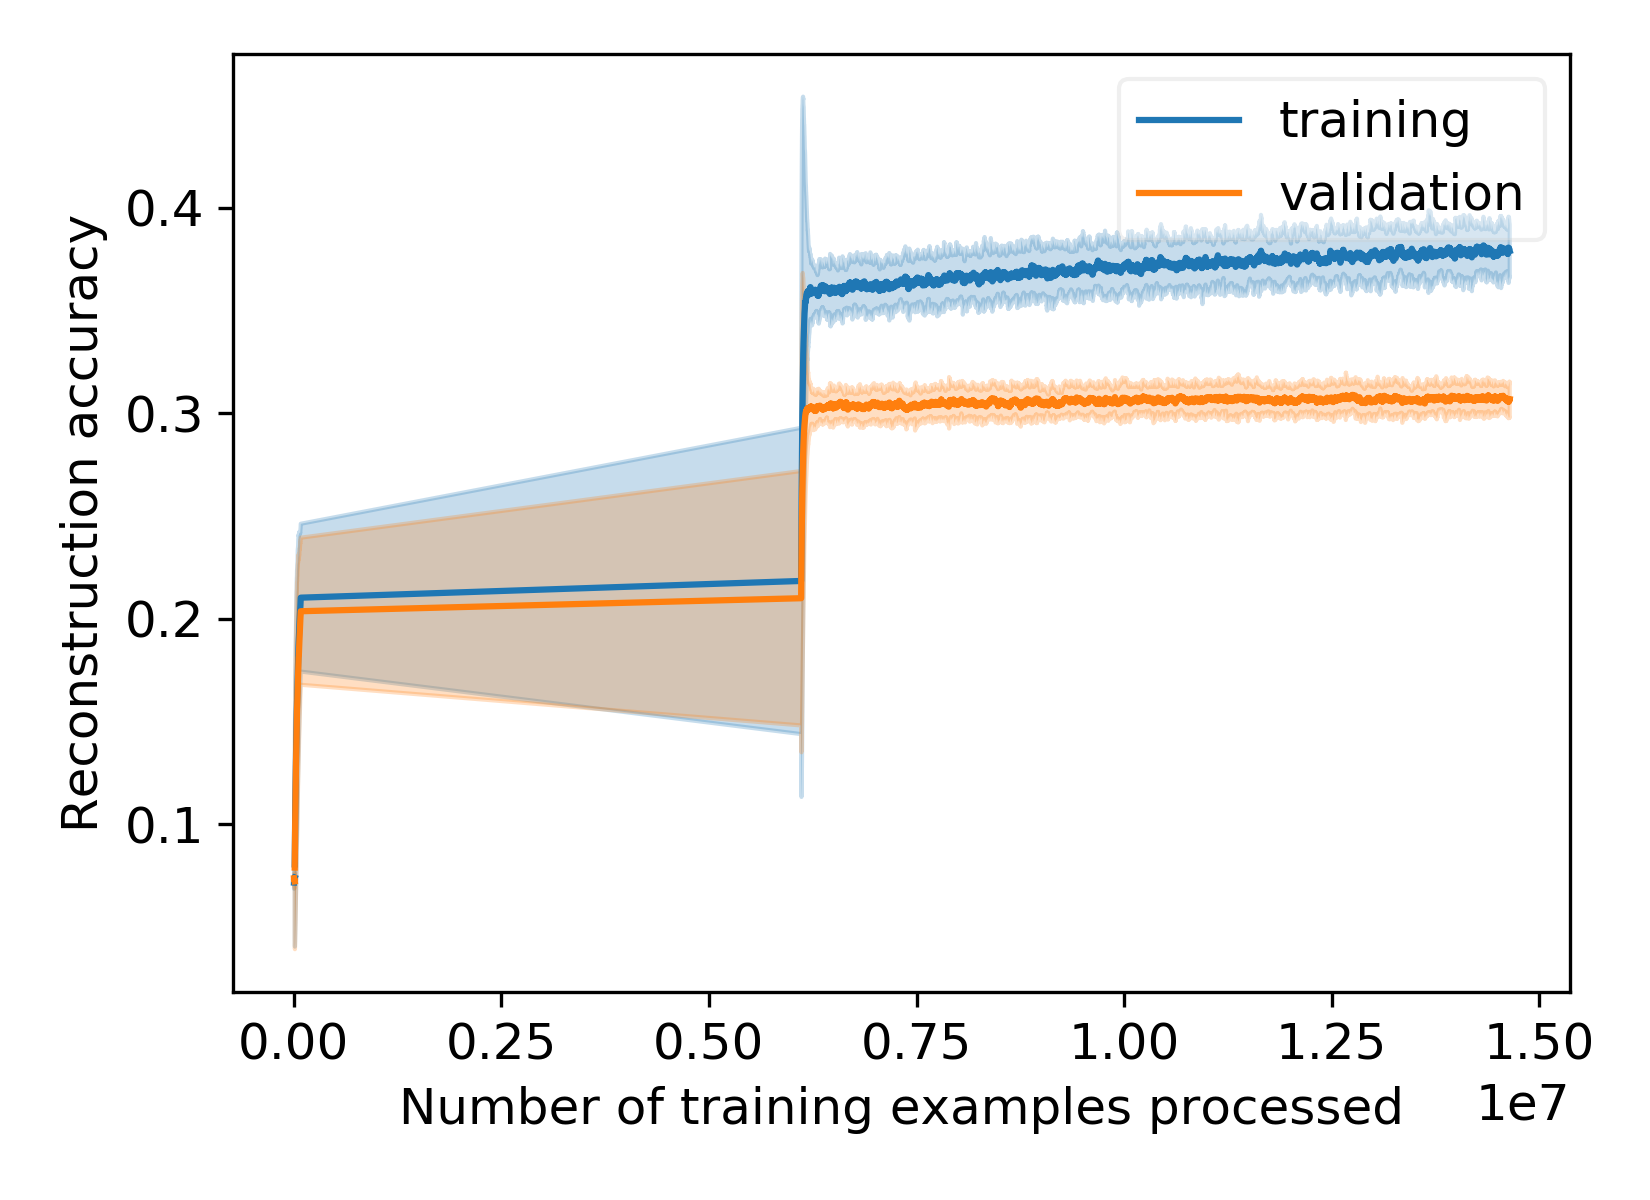 training
validation
Reconstruction accuracy
0.4
0.3
0.2
0.1
0.00 0.25 0.50 0.75 1.00 1.25 1.50
Number of training examples processed 1e7